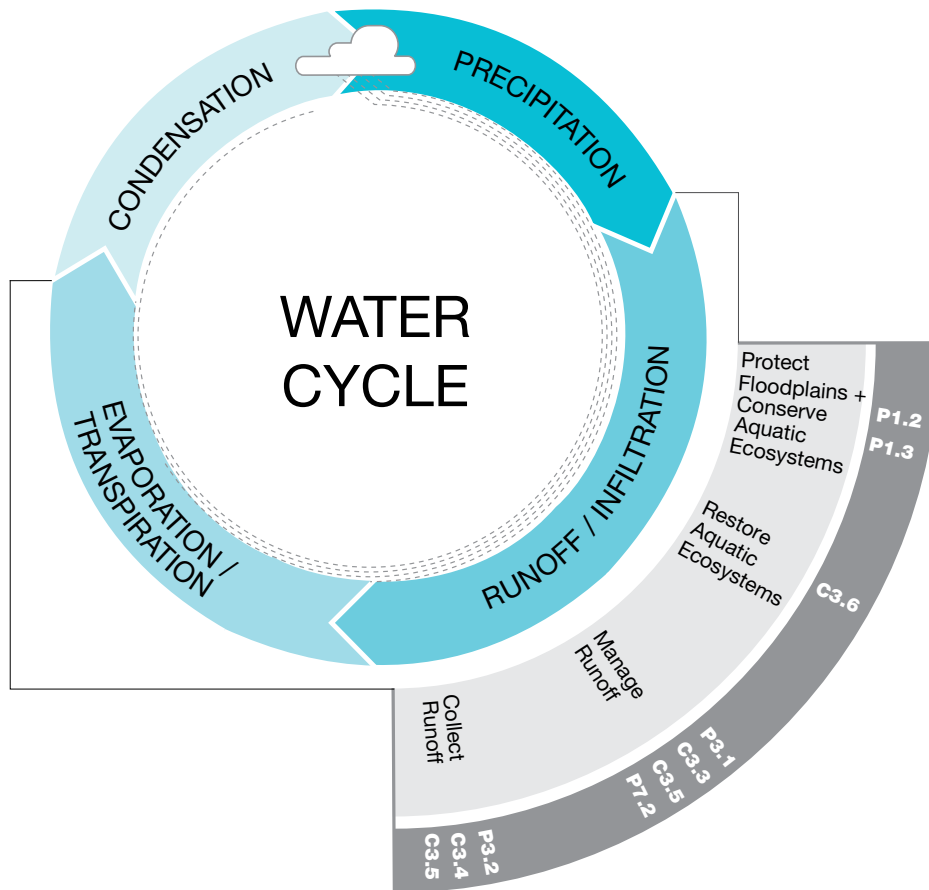 CONDENSATION
PRECIPITATION
WATER
CYCLE
EVAPORATION /
TRANSPIRATION
RUNOFF / INFILTRATION
Protect
Floodplains +
Conserve
Aquatic
Ecosystems
P1.2
P1.3
Restore
Aquatic
Ecosystems
C3.6
Manage
Runoff
P3.1
C3.3
C3.5
P7.2
Collect
Runoff
P3.2
C3.4
C3.5